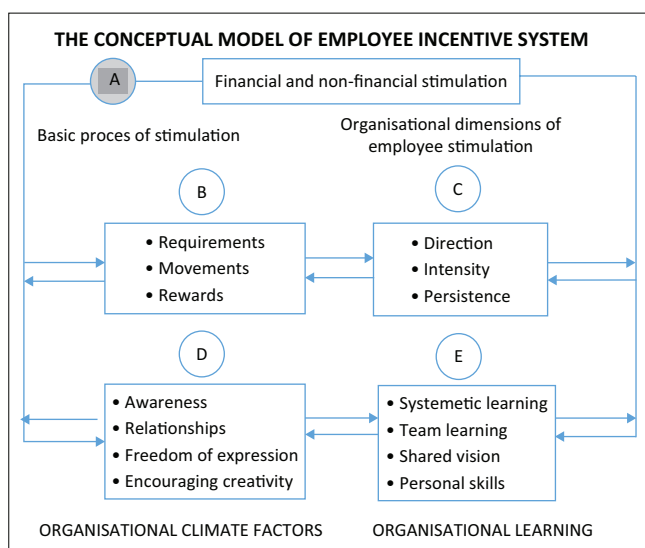 THE CONCEPTUAL MODEL OF EMPLOYEE INCENTIVE SYSTEM
A
Financial and non-financial stimulation
Basic proces of stimulation
Organisational dimensions of
employee stimulation
B
• Requirements
• Movements
• Rewards
C
• Direction
• Intensity
• Persistence
D
• Awareness
• Relationships
• Freedom of expression
• Encouraging creativity
E
• Systemetic learning
• Team learning
• Shared vision
• Personal skills
ORGANISATIONAL CLIMATE FACTORS
ORGANISATIONAL LEARNING